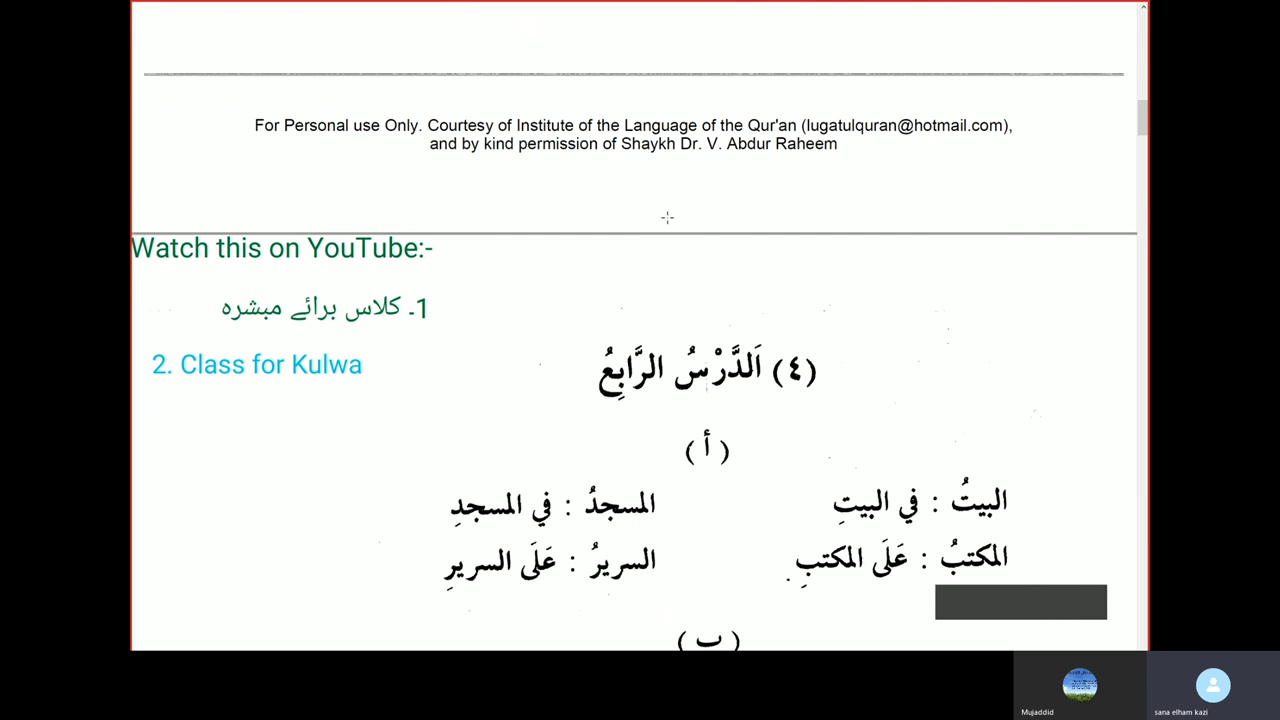 For Personal use Only. Courtesy of Institute of the Language of the Qur'an (lugatulquran@hotmail.com),
and by kind permission of Shaykh Dr. V. Abdur Raheem
Watch this on YouTube:-
1۔ کلاس برائے مبشرہ
2. Class for Kulwa
(٤) اَلدَّرْسُ الرَّابِعُ
( أ )
البيتُ : في البيتِ المسجدُ : في المسجدِ
المكتبُ : عَلَى المكتبِ السريرُ : عَلَى السريرِ
( ب )
Mujaddid
sana elham kazi